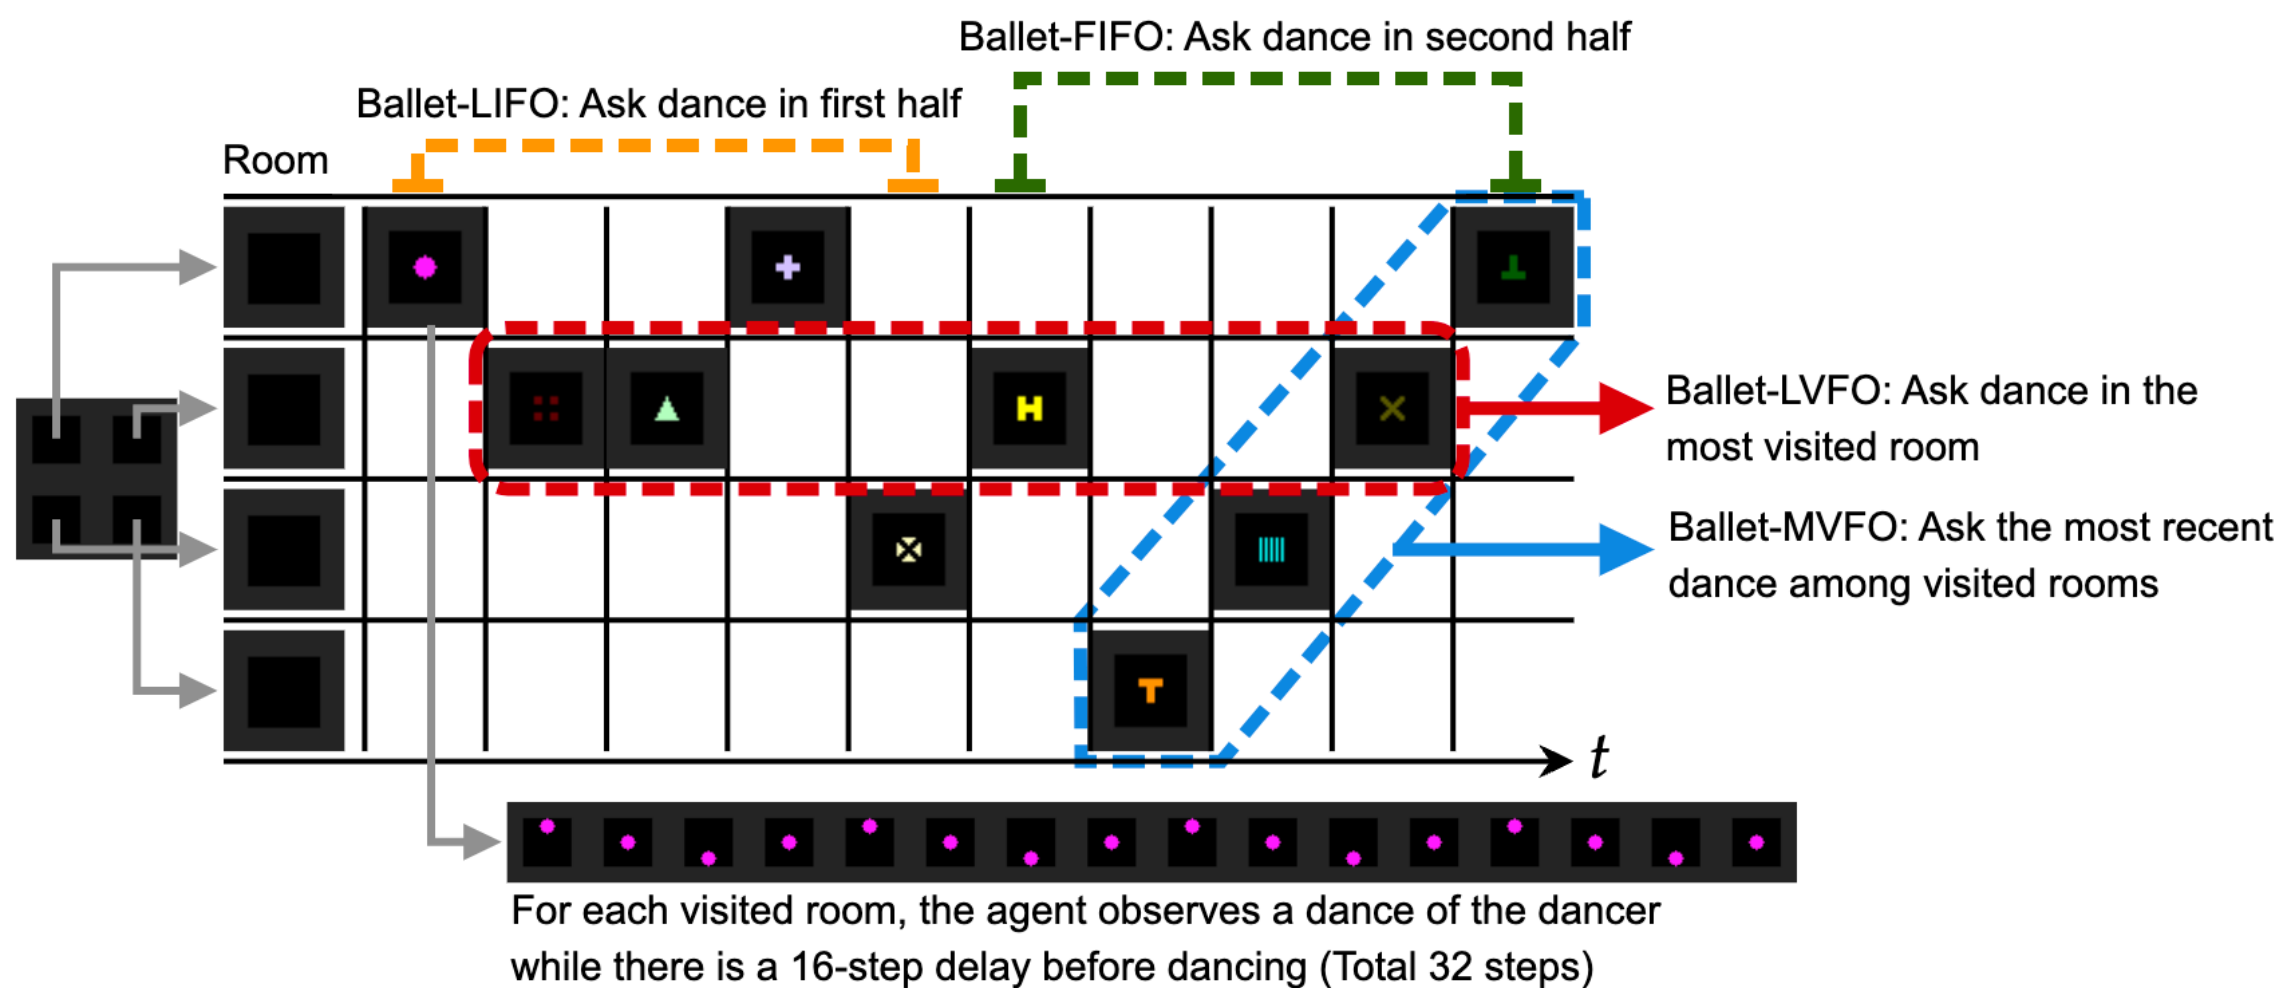 Ballet-FIFO: Ask dance in second half
Ballet-LIFO: Ask dance in first half
Room
Ballet-LVFO: Ask dance in the
most visited room
Ballet-MVFO: Ask the most recent
dance among visited rooms
t
For each visited room, the agent observes a dance of the dancer
while there is a 16-step delay before dancing (Total 32 steps)